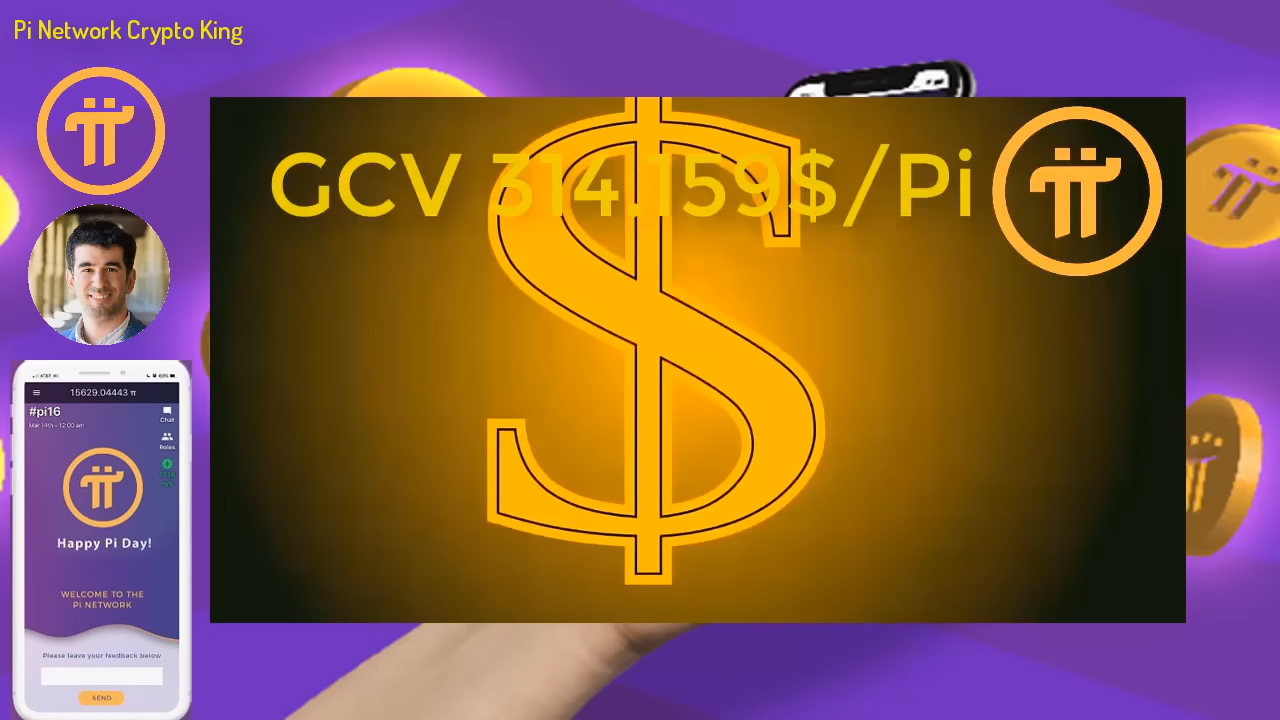 Pi Network Crypto King
GCV 314.159$/Pi
15629.04443 π
#pi16
Mar 14th - 12:00 am
Chat
Roles
Happy Pi Day!
WELCOME TO THE
Pi NETWORK
Please leave your feedback below
SEND